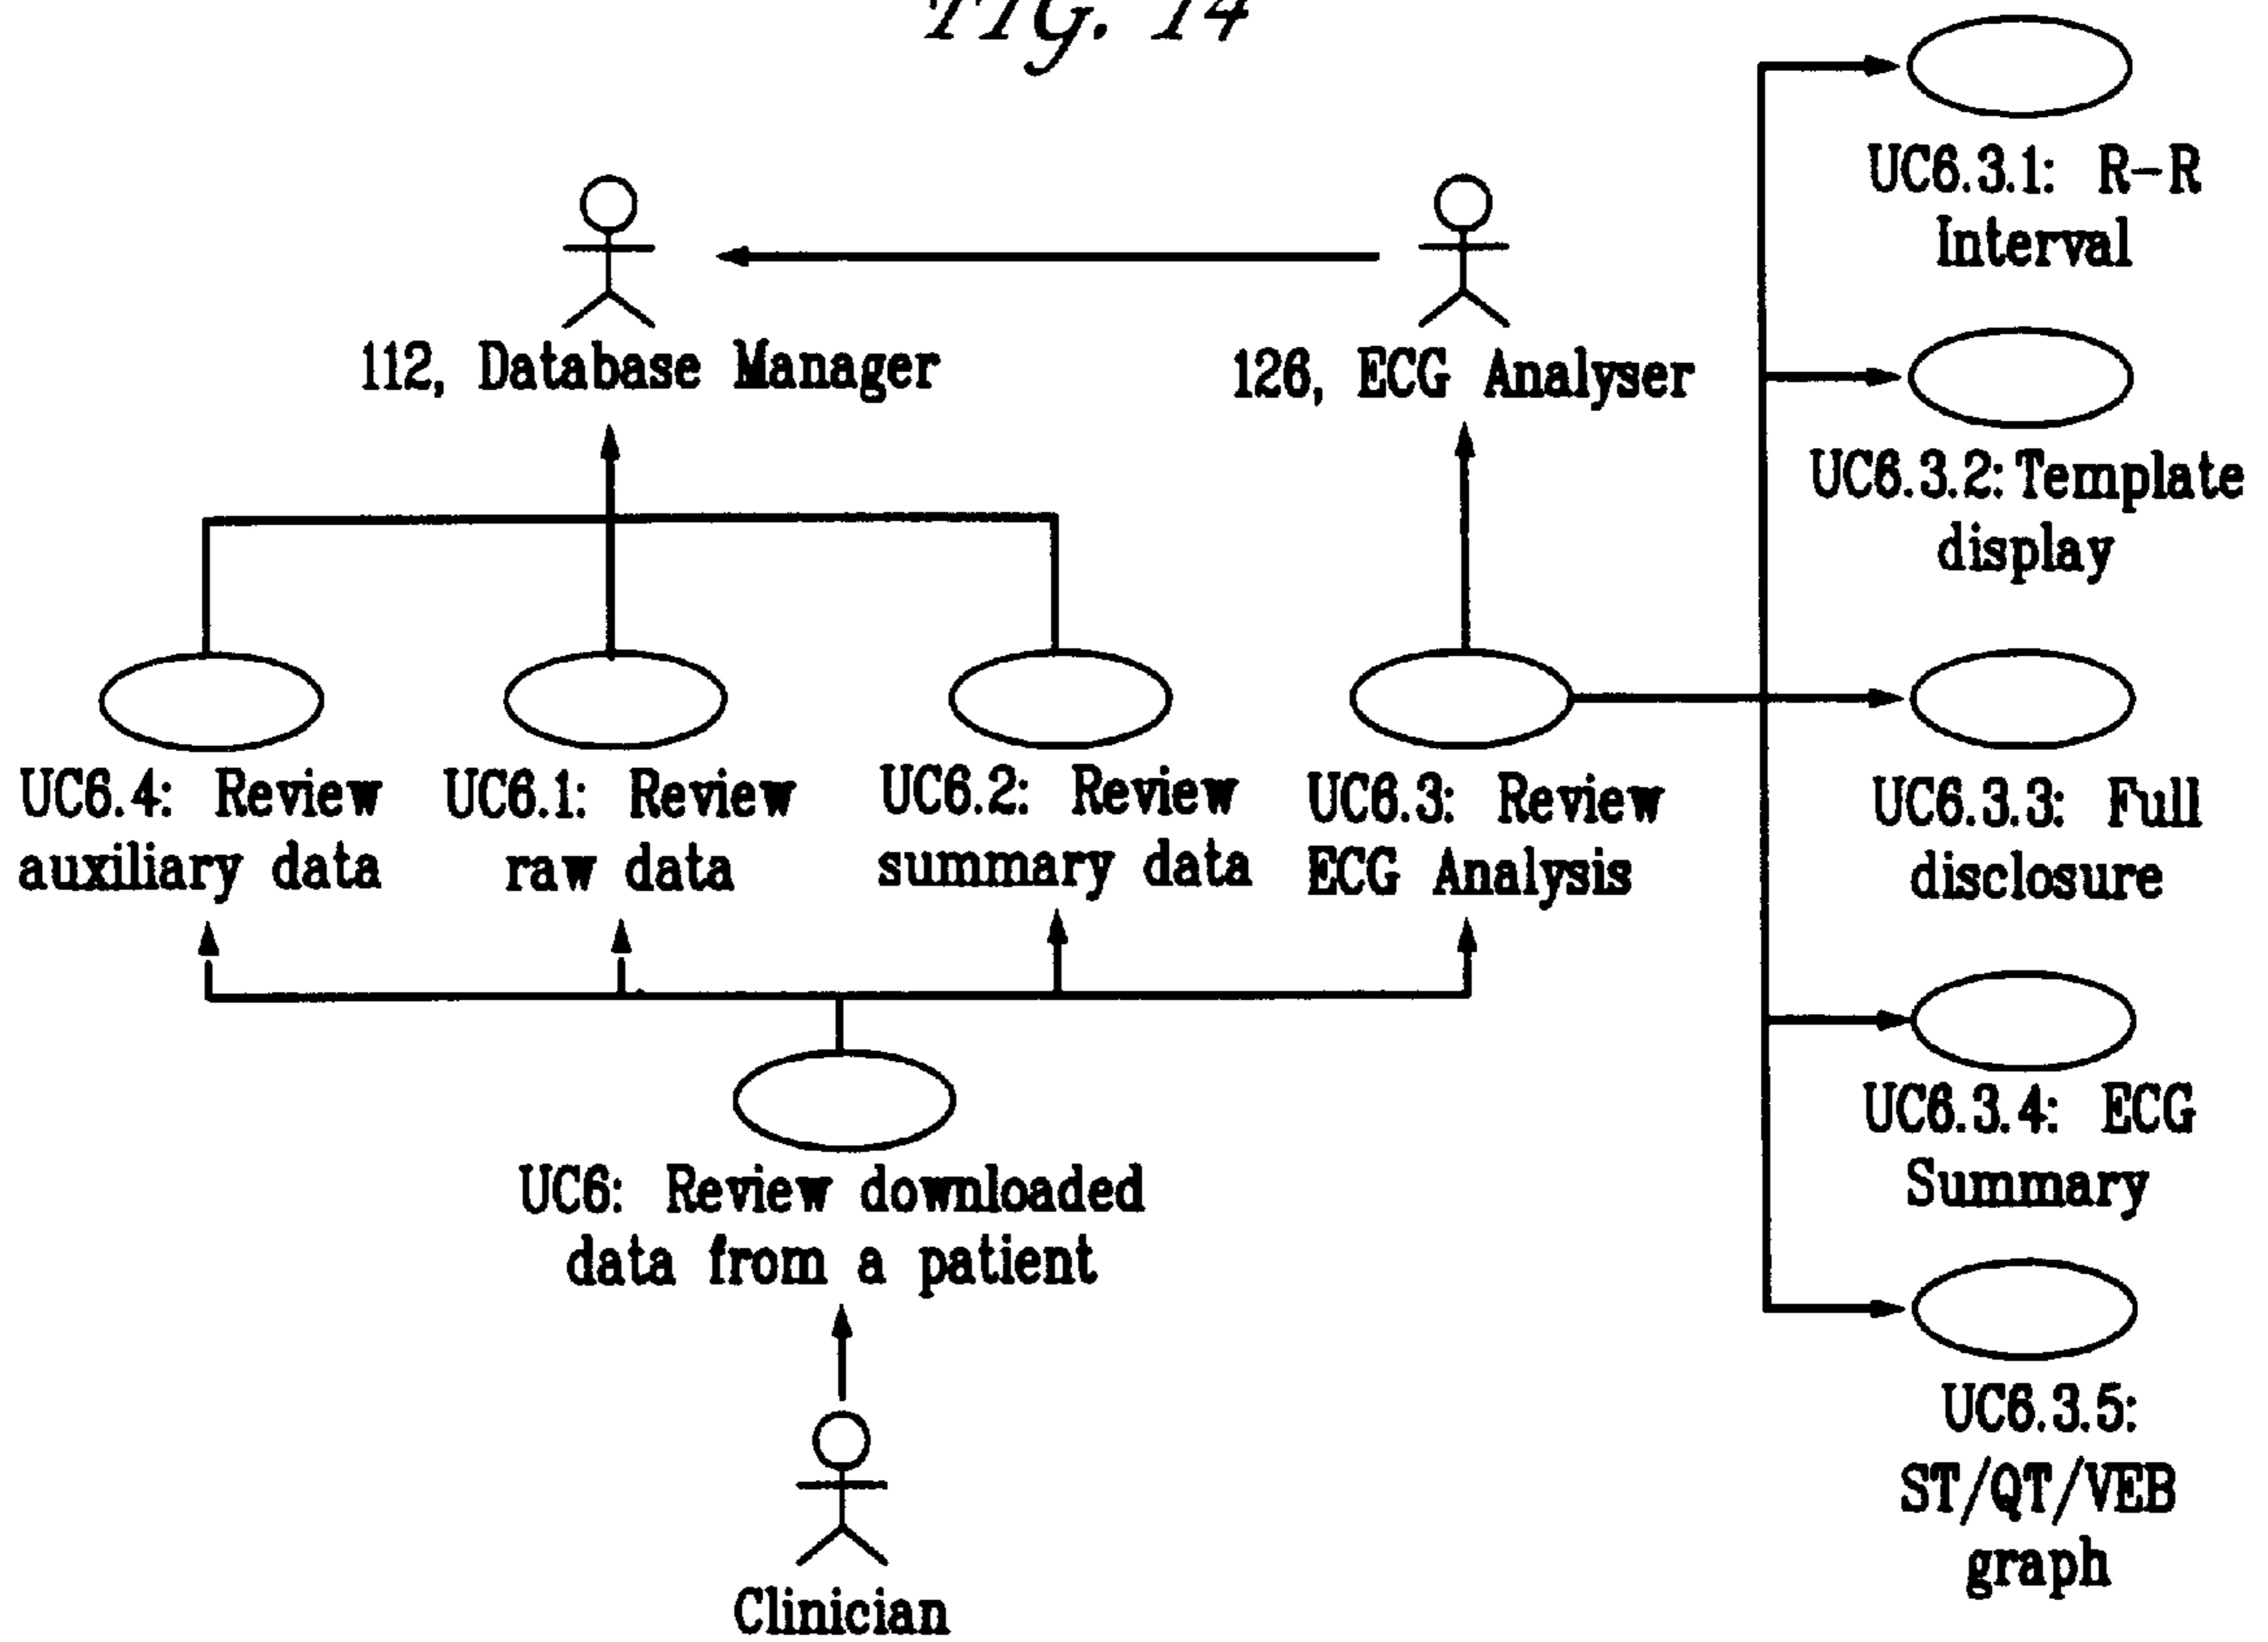 FIG. 14
UC6.3.1: R-R
Interval
112, Database Manager
126, ECG Analyser
UC6.3.2: Template
display
UC6.4: Review
auxiliary data
UC6.1: Review
raw data
UC6.2: Review
summary data
UC6.3: Review
ECG Analysis
UC6.3.3: Full
disclosure
UC6.3.4: ECG
Summary
UC6: Review downloaded
data from a patient
UC6.3.5:
ST/QT/VEB
graph
Clinician